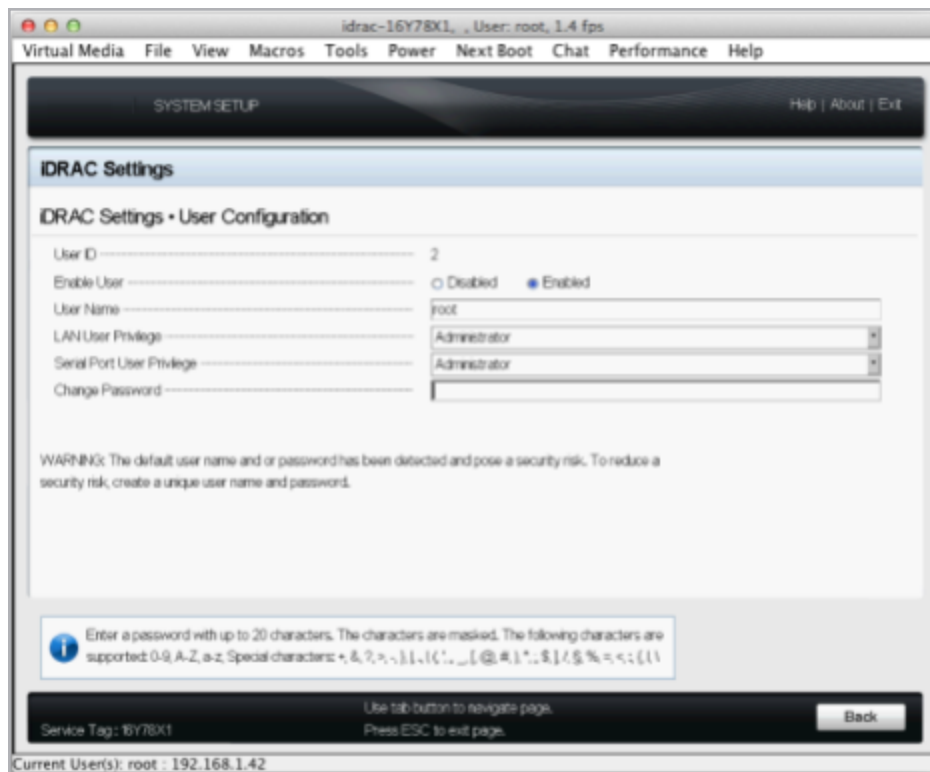 idrac-16Y78X1, , User: root, 1.4 fps
Virtual Media File View Macros Tools Power Next Boot Chat Performance Help
SYSTEM SETUP Help | About | Exit
iDRAC Settings
iDRAC Settings • User Configuration
User ID 2
Enable User Disabled Enabled
User Name root
LAN User Privilege Administrator
Serial Port User Privilege Administrator
Change Password
WARNING: The default user name and or password has been detected and pose a security risk. To reduce a
security risk, create a unique user name and password.
Enter a password with up to 20 characters. The characters are masked. The following characters are
supported: 0-9, A-Z, a-z, Special characters:
Use tab button to navigate page.
Service Tag : 16Y78X1 Press ESC to exit page.
Back
Current User(s): root : 192.168.1.42